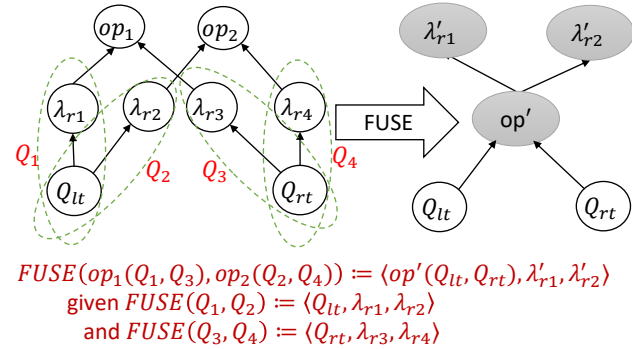 op₁ op₂ λ′ᵣ₁ λ′ᵣ₂
λᵣ₁ λᵣ₂ λᵣ₃ λᵣ₄ FUSE op′
Q₁ Q₂ Q₃ Q₄
Qₗₜ Qᵣₜ Qₗₜ Qᵣₜ
FUSE(op₁(Q₁, Q₃), op₂(Q₂, Q₄)) ≔ ⟨op′(Qₗₜ, Qᵣₜ), λ′ᵣ₁, λ′ᵣ₂⟩
given FUSE(Q₁, Q₂) ≔ ⟨Qₗₜ, λᵣ₁, λᵣ₂⟩
and FUSE(Q₃, Q₄) ≔ ⟨Qᵣₜ, λᵣ₃, λᵣ₄⟩